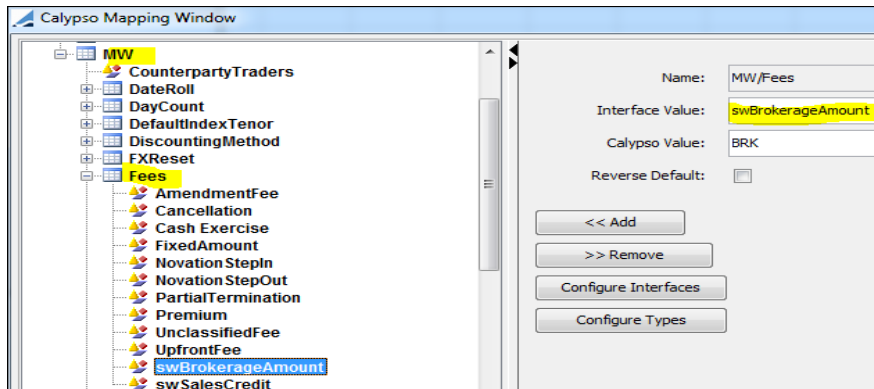 Calypso Mapping Window
MW
CounterpartyTraders
DateRoll
DayCount
DefaultIndexTenor
DiscountingMethod
FXReset
Fees
AmendmentFee
Cancellation
Cash Exercise
FixedAmount
NovationStepIn
NovationStepOut
PartialTermination
Premium
UnclassifiedFee
UpfrontFee
swBrokerageAmount
swSalesCredit
Name: MW/Fees
Interface Value: swBrokerageAmount
Calypso Value: BRK
Reverse Default:
<< Add
>> Remove
Configure Interfaces
Configure Types